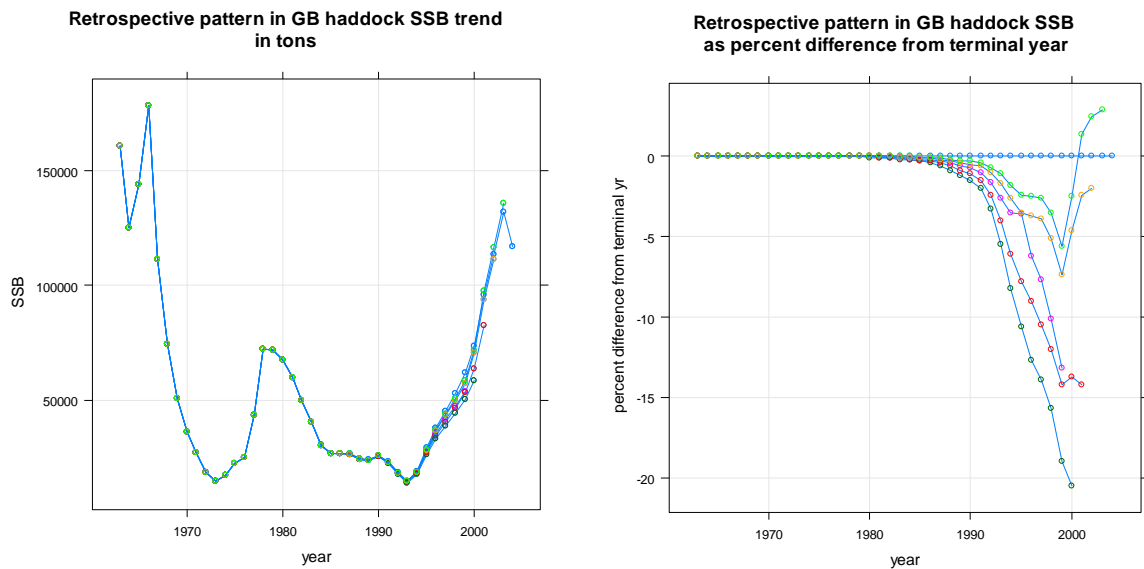 Retrospective pattern in GB haddock SSB trend
in tons
SSB
150000
100000
50000
1970
1980
1990
2000
year
Retrospective pattern in GB haddock SSB
as percent difference from terminal year
percent difference from terminal yr
0
-5
-10
-15
-20
1970
1980
1990
2000
year